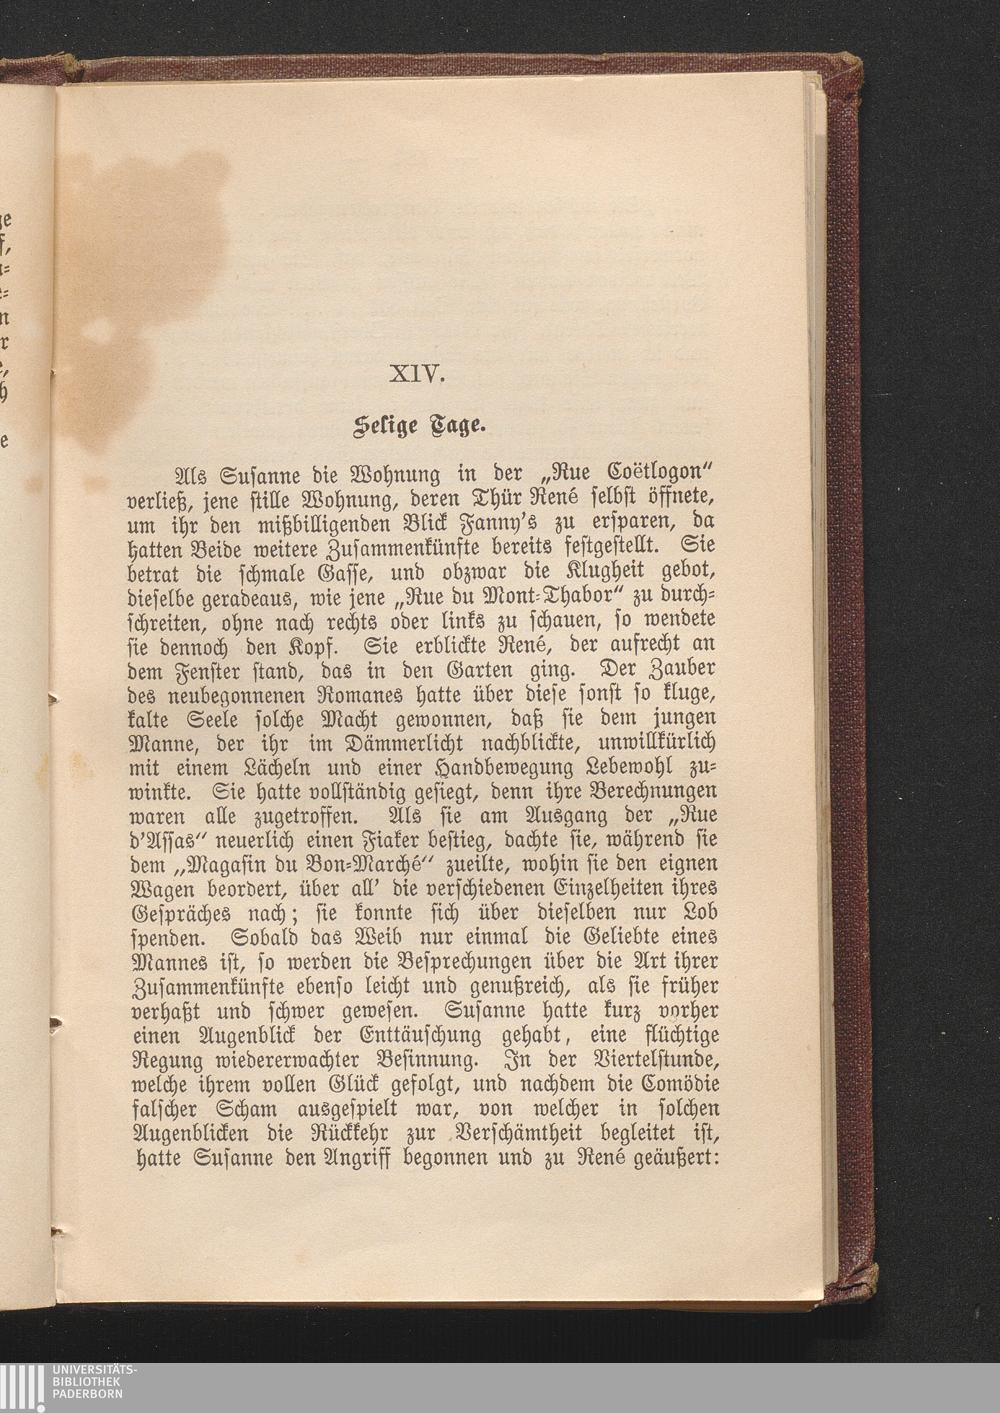 ge
f,
n
r
e,
h
e
XIV.
Selige Tage.
Als Susanne die Wohnung in der „Rue Coëtlogon"
verließ, jene stille Wohnung, deren Thür René selbst öffnete,
um ihr den mißbilligenden Blick Fanny's zu ersparen, da
hatten Beide weitere Zusammenkünfte bereits festgestellt. Sie
betrat die schmale Gasse, und obzwar die Klugheit gebot,
dieselbe geradeaus, wie jene „Rue du Mont-Thabor" zu durch-
schreiten, ohne nach rechts oder links zu schauen, so wendete
sie dennoch den Kopf. Sie erblickte René, der aufrecht an
dem Fenster stand, das in den Garten ging. Der Zauber
des neubegonnenen Romanes hatte über diese sonst so kluge,
kalte Seele solche Macht gewonnen, daß sie dem jungen
Manne, der ihr im Dämmerlicht nachblickte, unwillkürlich
mit einem Lächeln und einer Handbewegung Lebewohl zu-
winkte. Sie hatte vollständig gesiegt, denn ihre Berechnungen
waren alle zugetroffen. Als sie am Ausgang der „Rue
d'Assas" neuerlich einen Fiaker bestieg, dachte sie, während sie
dem „Magasin du Bon-Marché" zueilte, wohin sie den eignen
Wagen beordert, über all' die verschiedenen Einzelheiten ihres
Gespräches nach; sie konnte sich über dieselben nur Lob
spenden. Sobald das Weib nur einmal die Geliebte eines
Mannes ist, so werden die Besprechungen über die Art ihrer
Zusammenkünfte ebenso leicht und genußreich, als sie früher
verhaßt und schwer gewesen. Susanne hatte kurz vorher
einen Augenblick der Enttäuschung gehabt, eine flüchtige
Regung wiedererwachter Besinnung. In der Viertelstunde,
welche ihrem vollen Glück gefolgt, und nachdem die Comödie
falscher Scham ausgespielt war, von welcher in solchen
Augenblicken die Rückkehr zur Verschämtheit begleitet ist,
hatte Susanne den Angriff begonnen und zu René geäußert:
UNIVERSITÄTS-
BIBLIOTHEK
PADERBORN